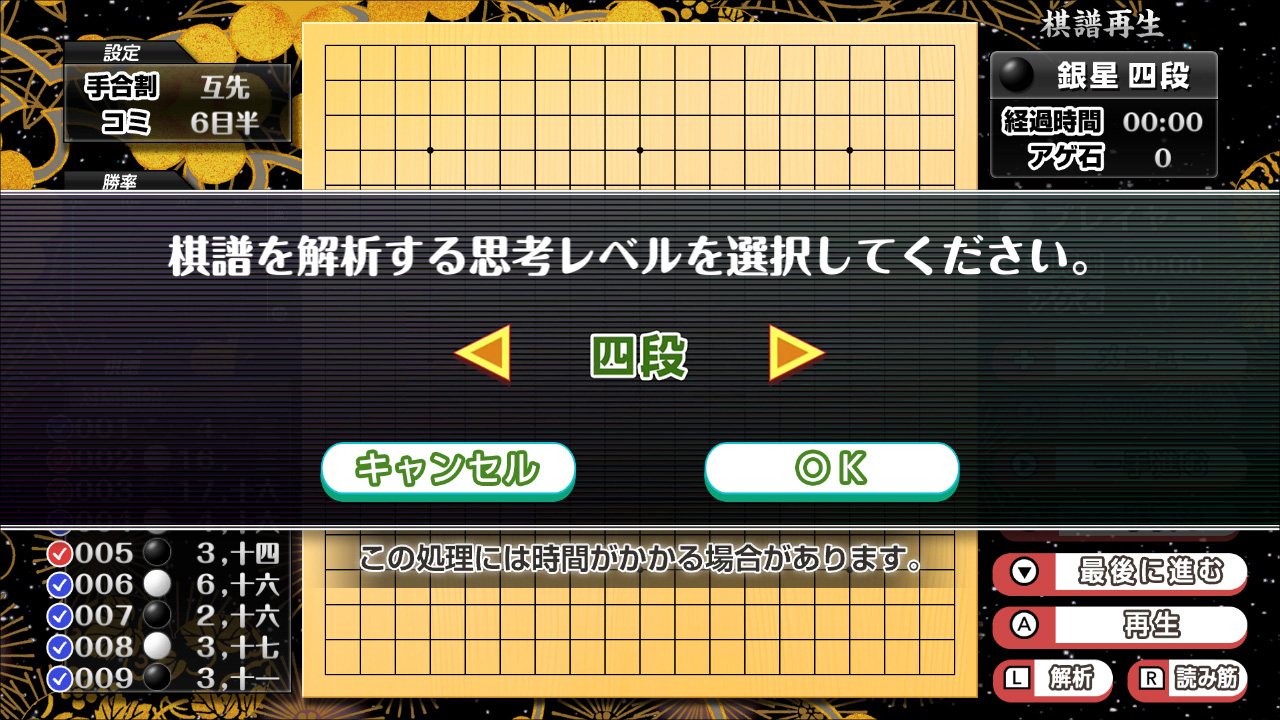 棋譜再生
設定
手合割 互先
コミ 6目半
勝率
銀星 四段
経過時間 00:00
アゲ石 0
棋譜を解析する思考レベルを選択してください。
四段
キャンセル
OK
この処理には時間がかかる場合があります。
005 3,十四
006 6,十六
007 2,十六
008 3,十七
009 3,十一
最後に進む
A 再生
L 解析
R 読み筋